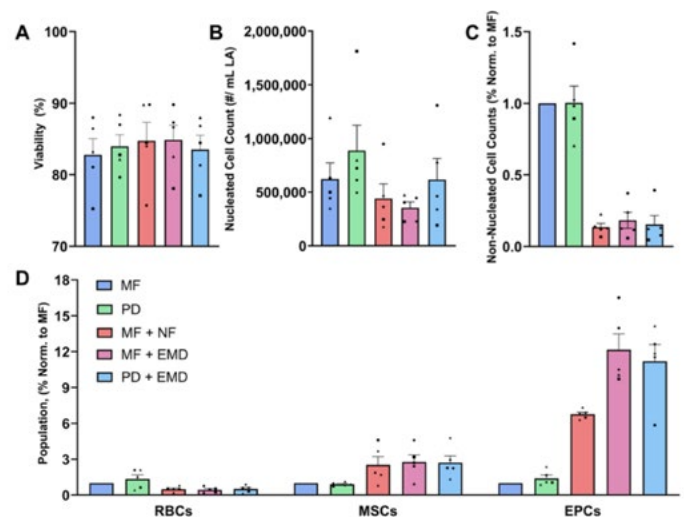 A
Viability (%)
100
90
80
70
B
Nucleated Cell Count (#/ mL LA)
2,000,000
1,500,000
1,000,000
500,000
0
C
Non-Nucleated Cell Counts (% Norm. to MF)
1.5
1.0
0.5
0.0
D
Population, (% Norm. to MF)
18
15
12
9
6
3
0
MF
PD
MF + NF
MF + EMD
PD + EMD
RBCs
MSCs
EPCs